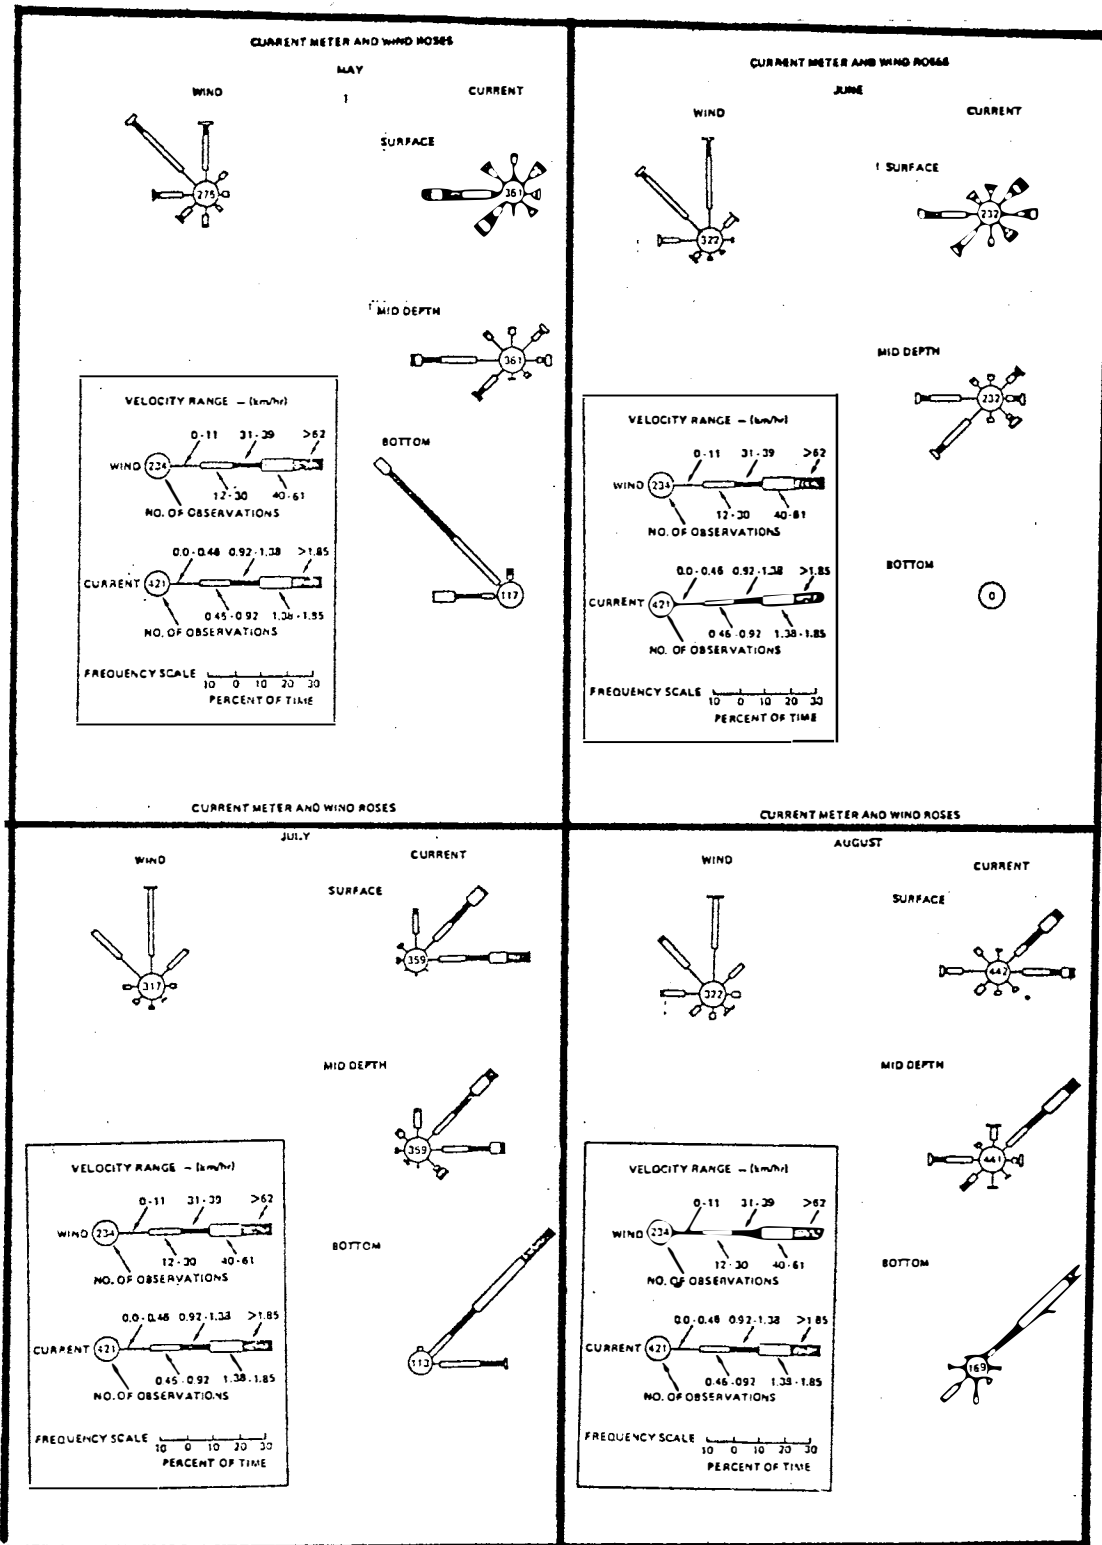 CURRENT METER AND WIND ROSES
MAY
WIND
CURRENT
SURFACE
275
361
MID DEPTH
361
BOTTOM
117
VELOCITY RANGE – (km/hr)
0-11 31-39 >62
WIND 234
12-30 40-61
NO. OF OBSERVATIONS
0.0-0.46 0.92-1.38 >1.85
CURRENT 421
0.46-0.92 1.38-1.85
NO. OF OBSERVATIONS
FREQUENCY SCALE
10 0 10 20 30
PERCENT OF TIME
CURRENT METER AND WIND ROSES
JUNE
WIND
CURRENT
SURFACE
322
232
MID DEPTH
232
BOTTOM
0
VELOCITY RANGE – (km/hr)
0-11 31-39 >62
WIND 234
12-30 40-61
NO. OF OBSERVATIONS
0.0-0.46 0.92-1.38 >1.85
CURRENT 421
0.46-0.92 1.38-1.85
NO. OF OBSERVATIONS
FREQUENCY SCALE
10 0 10 20 30
PERCENT OF TIME
CURRENT METER AND WIND ROSES
JULY
WIND
CURRENT
SURFACE
317
359
MID DEPTH
359
BOTTOM
113
VELOCITY RANGE – (km/hr)
0-11 31-39 >62
WIND 234
12-30 40-61
NO. OF OBSERVATIONS
0.0-0.46 0.92-1.38 >1.85
CURRENT 421
0.46-0.92 1.38-1.85
NO. OF OBSERVATIONS
FREQUENCY SCALE
10 0 10 20 30
PERCENT OF TIME
CURRENT METER AND WIND ROSES
AUGUST
WIND
CURRENT
SURFACE
322
442
MID DEPTH
441
BOTTOM
169
VELOCITY RANGE – (km/hr)
0-11 31-39 >62
WIND 234
12-30 40-61
NO. OF OBSERVATIONS
0.0-0.46 0.92-1.38 >1.85
CURRENT 421
0.46-092 1.38-1.85
NO. OF OBSERVATIONS
FREQUENCY SCALE
10 0 10 20 30
PERCENT OF TIME